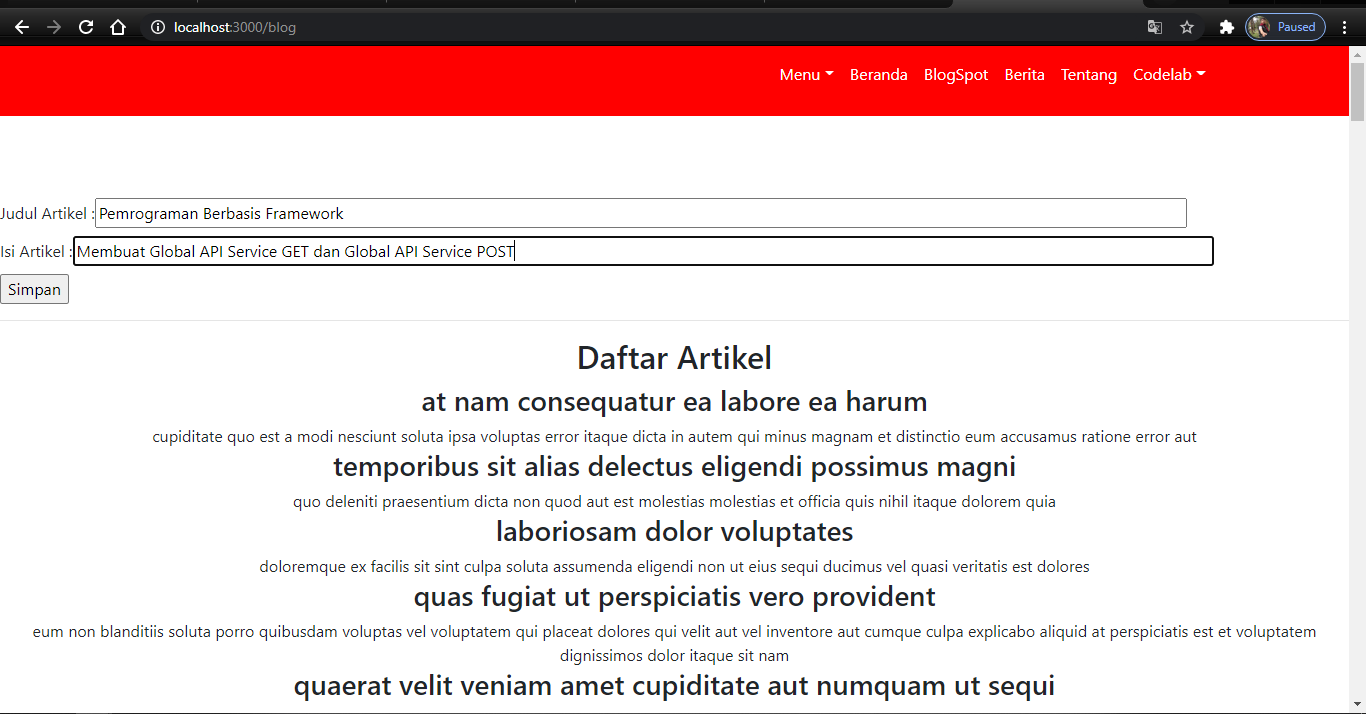 localhost:3000/blog
Paused
Menu Beranda BlogSpot Berita Tentang Codelab
Judul Artikel : Pemrograman Berbasis Framework
Isi Artikel : Membuat Global API Service GET dan Global API Service POST
Simpan
Daftar Artikel
at nam consequatur ea labore ea harum
cupiditate quo est a modi nesciunt soluta ipsa voluptas error itaque dicta in autem qui minus magnam et distinctio eum accusamus ratione error aut
temporibus sit alias delectus eligendi possimus magni
quo deleniti praesentium dicta non quod aut est molestias molestias et officia quis nihil itaque dolorem quia
laboriosam dolor voluptates
doloremque ex facilis sit sint culpa soluta assumenda eligendi non ut eius sequi ducimus vel quasi veritatis est dolores
quas fugiat ut perspiciatis vero provident
eum non blanditiis soluta porro quibusdam voluptas vel voluptatem qui placeat dolores qui velit aut vel inventore aut cumque culpa explicabo aliquid at perspiciatis est et voluptatem
dignissimos dolor itaque sit nam
quaerat velit veniam amet cupiditate aut numquam ut sequi